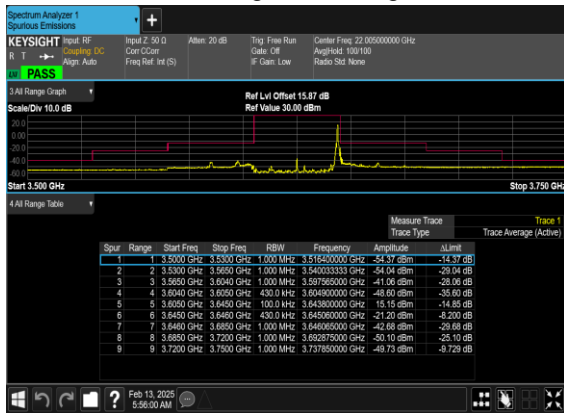 Spectrum Analyzer 1
Spurious Emissions
KEYSIGHT Input: RF Input Z: 50 Ω Atten: 20 dB Trig: Free Run Center Freq: 22.005000000 GHz
R T Coupling: DC Corr CCorr Gate: Off Avg|Hold: 100/100
Align: Auto Freq Ref: Int (S) IF Gain: Low Radio Std: None
PASS
3 All Range Graph
Ref Lvl Offset 15.87 dB
Scale/Div 10.0 dB Ref Value 30.00 dBm
20.0
0.00
-20.0
-40.0
-60.0
Start 3.500 GHz Stop 3.750 GHz
4 All Range Table
Measure Trace Trace 1
Trace Type Trace Average (Active)
Spur Range Start Freq Stop Freq RBW Frequency Amplitude ΔLimit
1 1 3.5000 GHz 3.5300 GHz 1.000 MHz 3.516400000 GHz -54.37 dBm -14.37 dB
2 2 3.5300 GHz 3.5650 GHz 1.000 MHz 3.540033333 GHz -54.04 dBm -29.04 dB
3 3 3.5650 GHz 3.6040 GHz 1.000 MHz 3.597565000 GHz -41.06 dBm -28.06 dB
4 4 3.6040 GHz 3.6050 GHz 430.0 kHz 3.604900000 GHz -48.60 dBm -35.60 dB
5 5 3.6050 GHz 3.6450 GHz 100.0 kHz 3.643800000 GHz 15.15 dBm -14.85 dB
6 6 3.6450 GHz 3.6460 GHz 430.0 kHz 3.645060000 GHz -21.20 dBm -8.200 dB
7 7 3.6460 GHz 3.6850 GHz 1.000 MHz 3.646065000 GHz -42.68 dBm -29.68 dB
8 8 3.6850 GHz 3.7200 GHz 1.000 MHz 3.692875000 GHz -50.10 dBm -25.10 dB
9 9 3.7200 GHz 3.7500 GHz 1.000 MHz 3.737850000 GHz -49.73 dBm -9.729 dB
Feb 13, 2025
5:56:00 AM